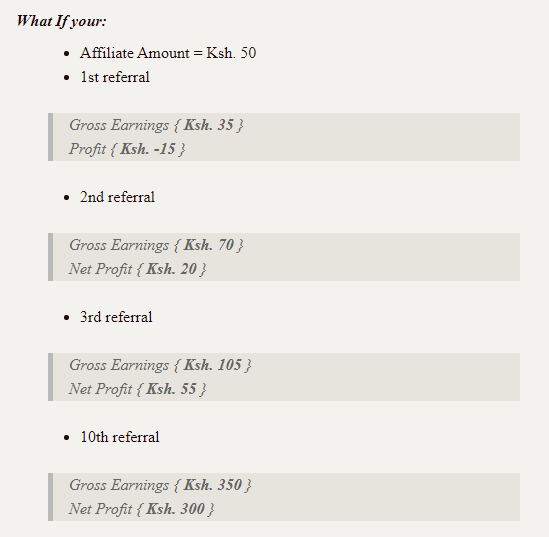 What If your:
• Affiliate Amount = Ksh. 50
• 1st referral
Gross Earnings { Ksh. 35 }
Profit { Ksh. -15 }
• 2nd referral
Gross Earnings { Ksh. 70 }
Net Profit { Ksh. 20 }
• 3rd referral
Gross Earnings { Ksh. 105 }
Net Profit { Ksh. 55 }
• 10th referral
Gross Earnings { Ksh. 350 }
Net Profit { Ksh. 300 }